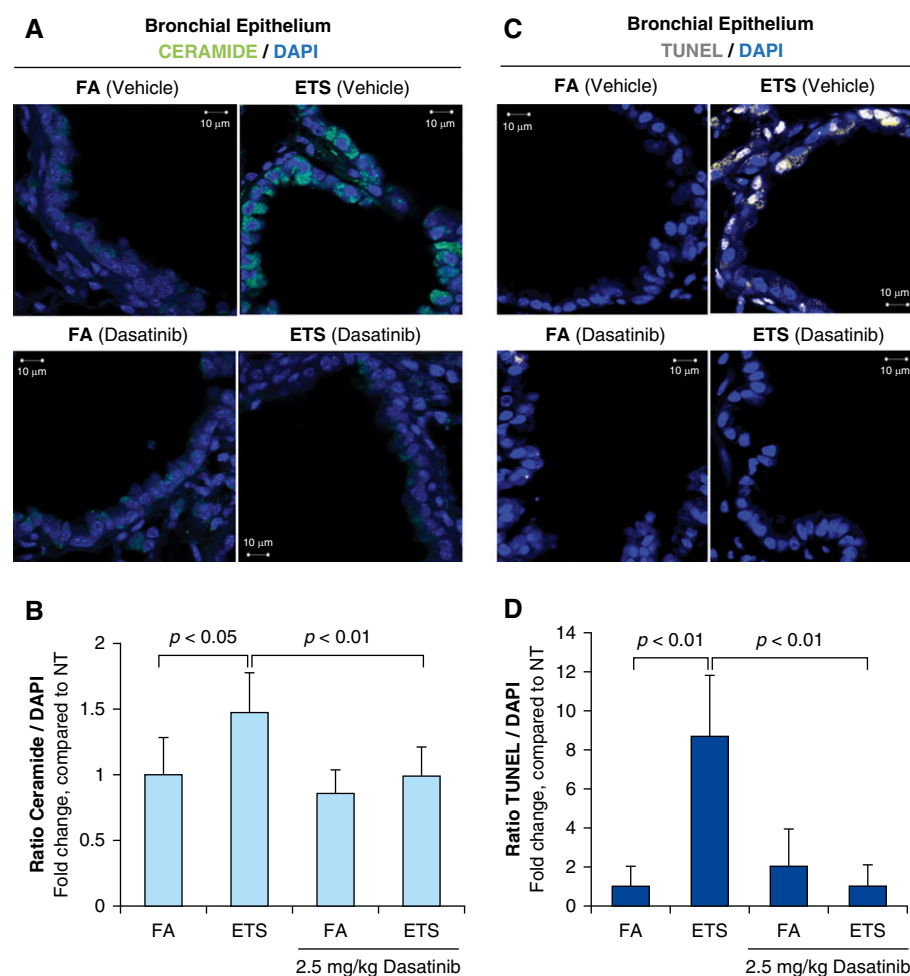 A
Bronchial Epithelium
CERAMIDE / DAPI
FA (Vehicle)
ETS (Vehicle)
10 μm
10 μm
FA (Dasatinib)
ETS (Dasatinib)
10 μm
10 μm
B
Ratio Ceramide / DAPI
Fold change, compared to NT
2
1.5
1
0.5
0
p < 0.05
p < 0.01
FA
ETS
FA
ETS
2.5 mg/kg Dasatinib
C
Bronchial Epithelium
TUNEL / DAPI
FA (Vehicle)
ETS (Vehicle)
10 μm
10 μm
FA (Dasatinib)
ETS (Dasatinib)
10 μm
10 μm
D
Ratio TUNEL / DAPI
Fold change, compared to NT
14
12
10
8
6
4
2
0
p < 0.01
p < 0.01
FA
ETS
FA
ETS
2.5 mg/kg Dasatinib